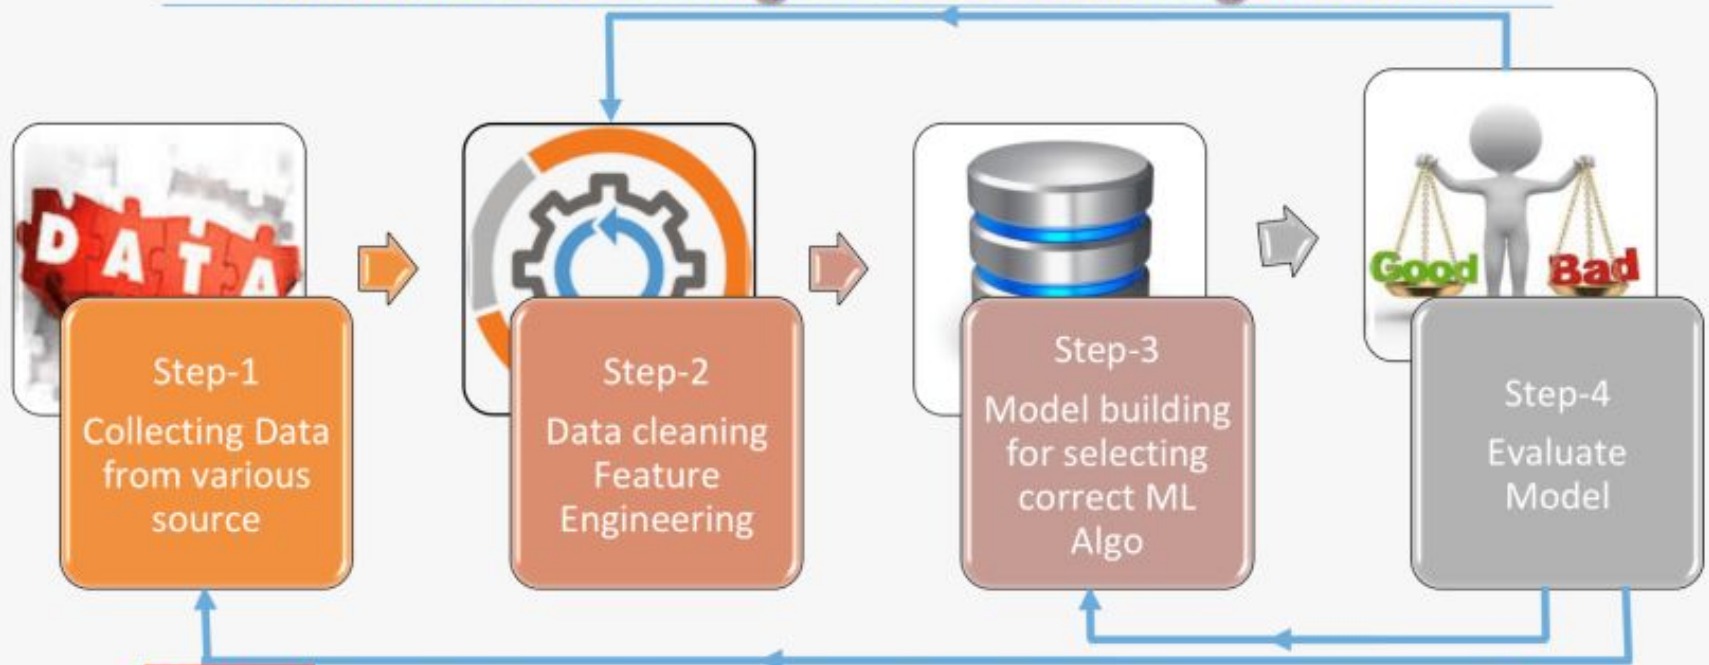 DATA
Step-1
Collecting Data
from various
source
Step-2
Data cleaning
Feature
Engineering
Step-3
Model building
for selecting
correct ML
Algo
Good
Bad
Step-4
Evaluate
Model